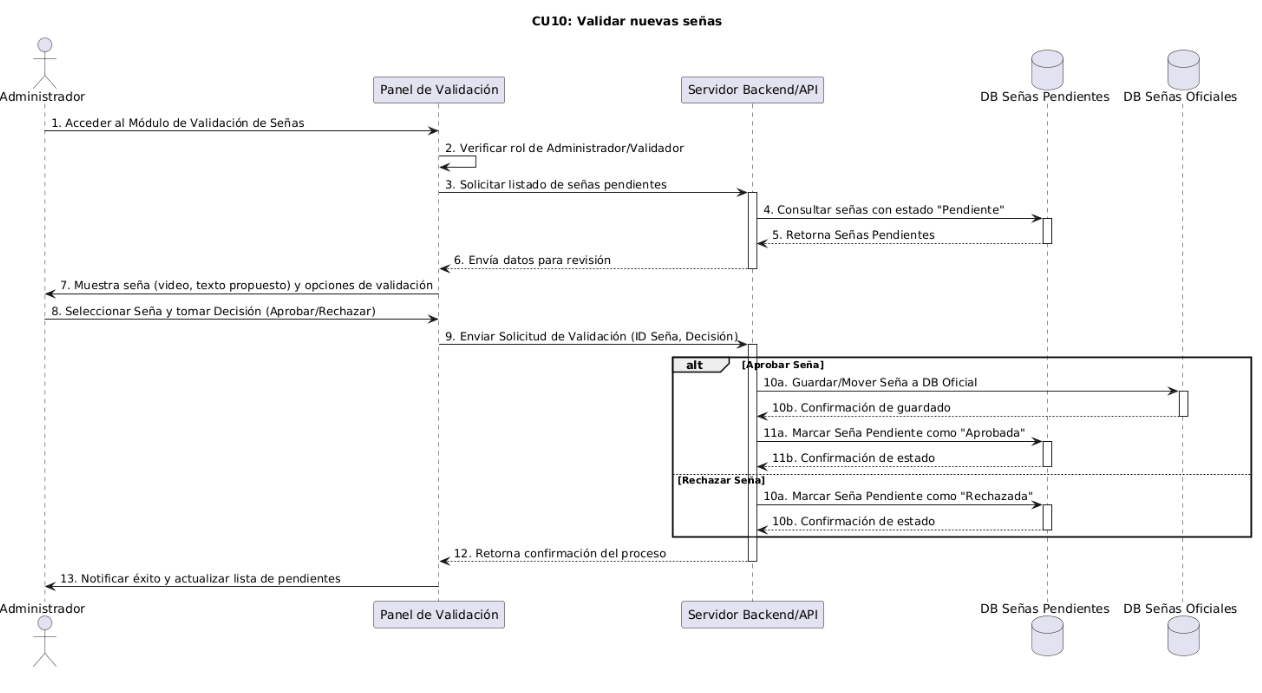 CU10: Validar nuevas señas
Administrador
Panel de Validación
Servidor Backend/API
DB Señas Pendientes
DB Señas Oficiales
1. Acceder al Módulo de Validación de Señas
2. Verificar rol de Administrador/Validador
3. Solicitar listado de señas pendientes
4. Consultar señas con estado "Pendiente"
5. Retorna Señas Pendientes
6. Envía datos para revisión
7. Muestra seña (video, texto propuesto) y opciones de validación
8. Seleccionar Seña y tomar Decisión (Aprobar/Rechazar)
9. Enviar Solicitud de Validación (ID Seña, Decisión)
alt
[Aprobar Seña]
10a. Guardar/Mover Seña a DB Oficial
10b. Confirmación de guardado
11a. Marcar Seña Pendiente como "Aprobada"
11b. Confirmación de estado
[Rechazar Seña]
10a. Marcar Seña Pendiente como "Rechazada"
10b. Confirmación de estado
12. Retorna confirmación del proceso
13. Notificar éxito y actualizar lista de pendientes
Administrador
Panel de Validación
Servidor Backend/API
DB Señas Pendientes
DB Señas Oficiales